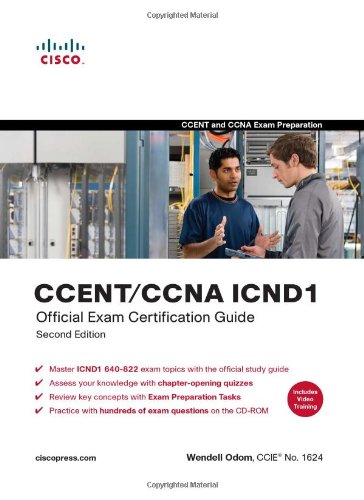 Copyrighted Material
CISCO™
CCENT and CCNA Exam Preparation
CCENT/CCNA ICND1
Official Exam Certification Guide
Second Edition
✔ Master ICND1 640-822 exam topics with the official study guide
✔ Assess your knowledge with chapter-opening quizzes
✔ Review key concepts with Exam Preparation Tasks
✔ Practice with hundreds of exam questions on the CD-ROM
Includes
Video
Training
ciscopress.com
Wendell Odom, CCIE® No. 1624
Copyrighted Material